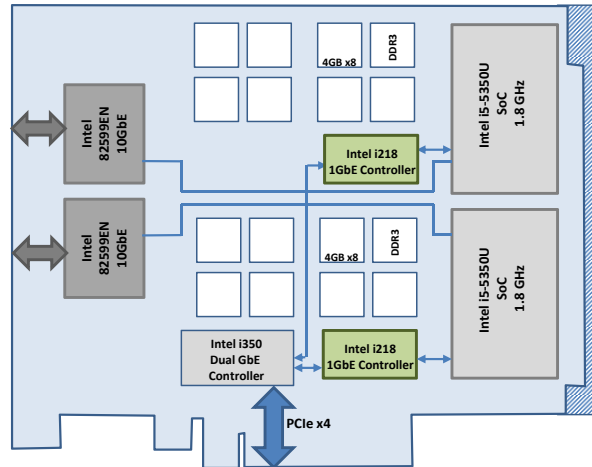 4GB x8
DDR3
Intel
82599EN
10GbE
Intel i218
1GbE Controller
Intel i5-5350U
SoC
1.8 GHz
Intel
82599EN
10GbE
4GB x8
DDR3
Intel i5-5350U
SoC
1.8 GHz
Intel i350
Dual GbE
Controller
Intel i218
1GbE Controller
PCIe x4